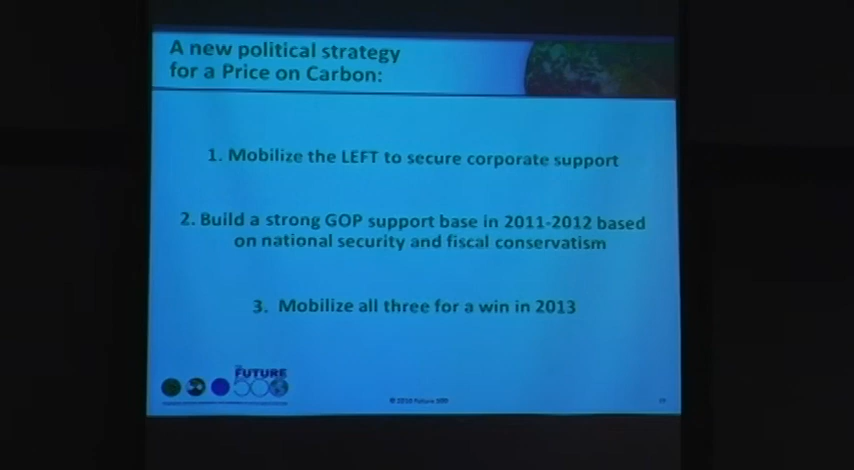 A new political strategy
for a Price on Carbon:
1. Mobilize the LEFT to secure corporate support
2. Build a strong GOP support base in 2011-2012 based
on national security and fiscal conservatism
3. Mobilize all three for a win in 2013
FUTURE
500
© 2010 Future 500